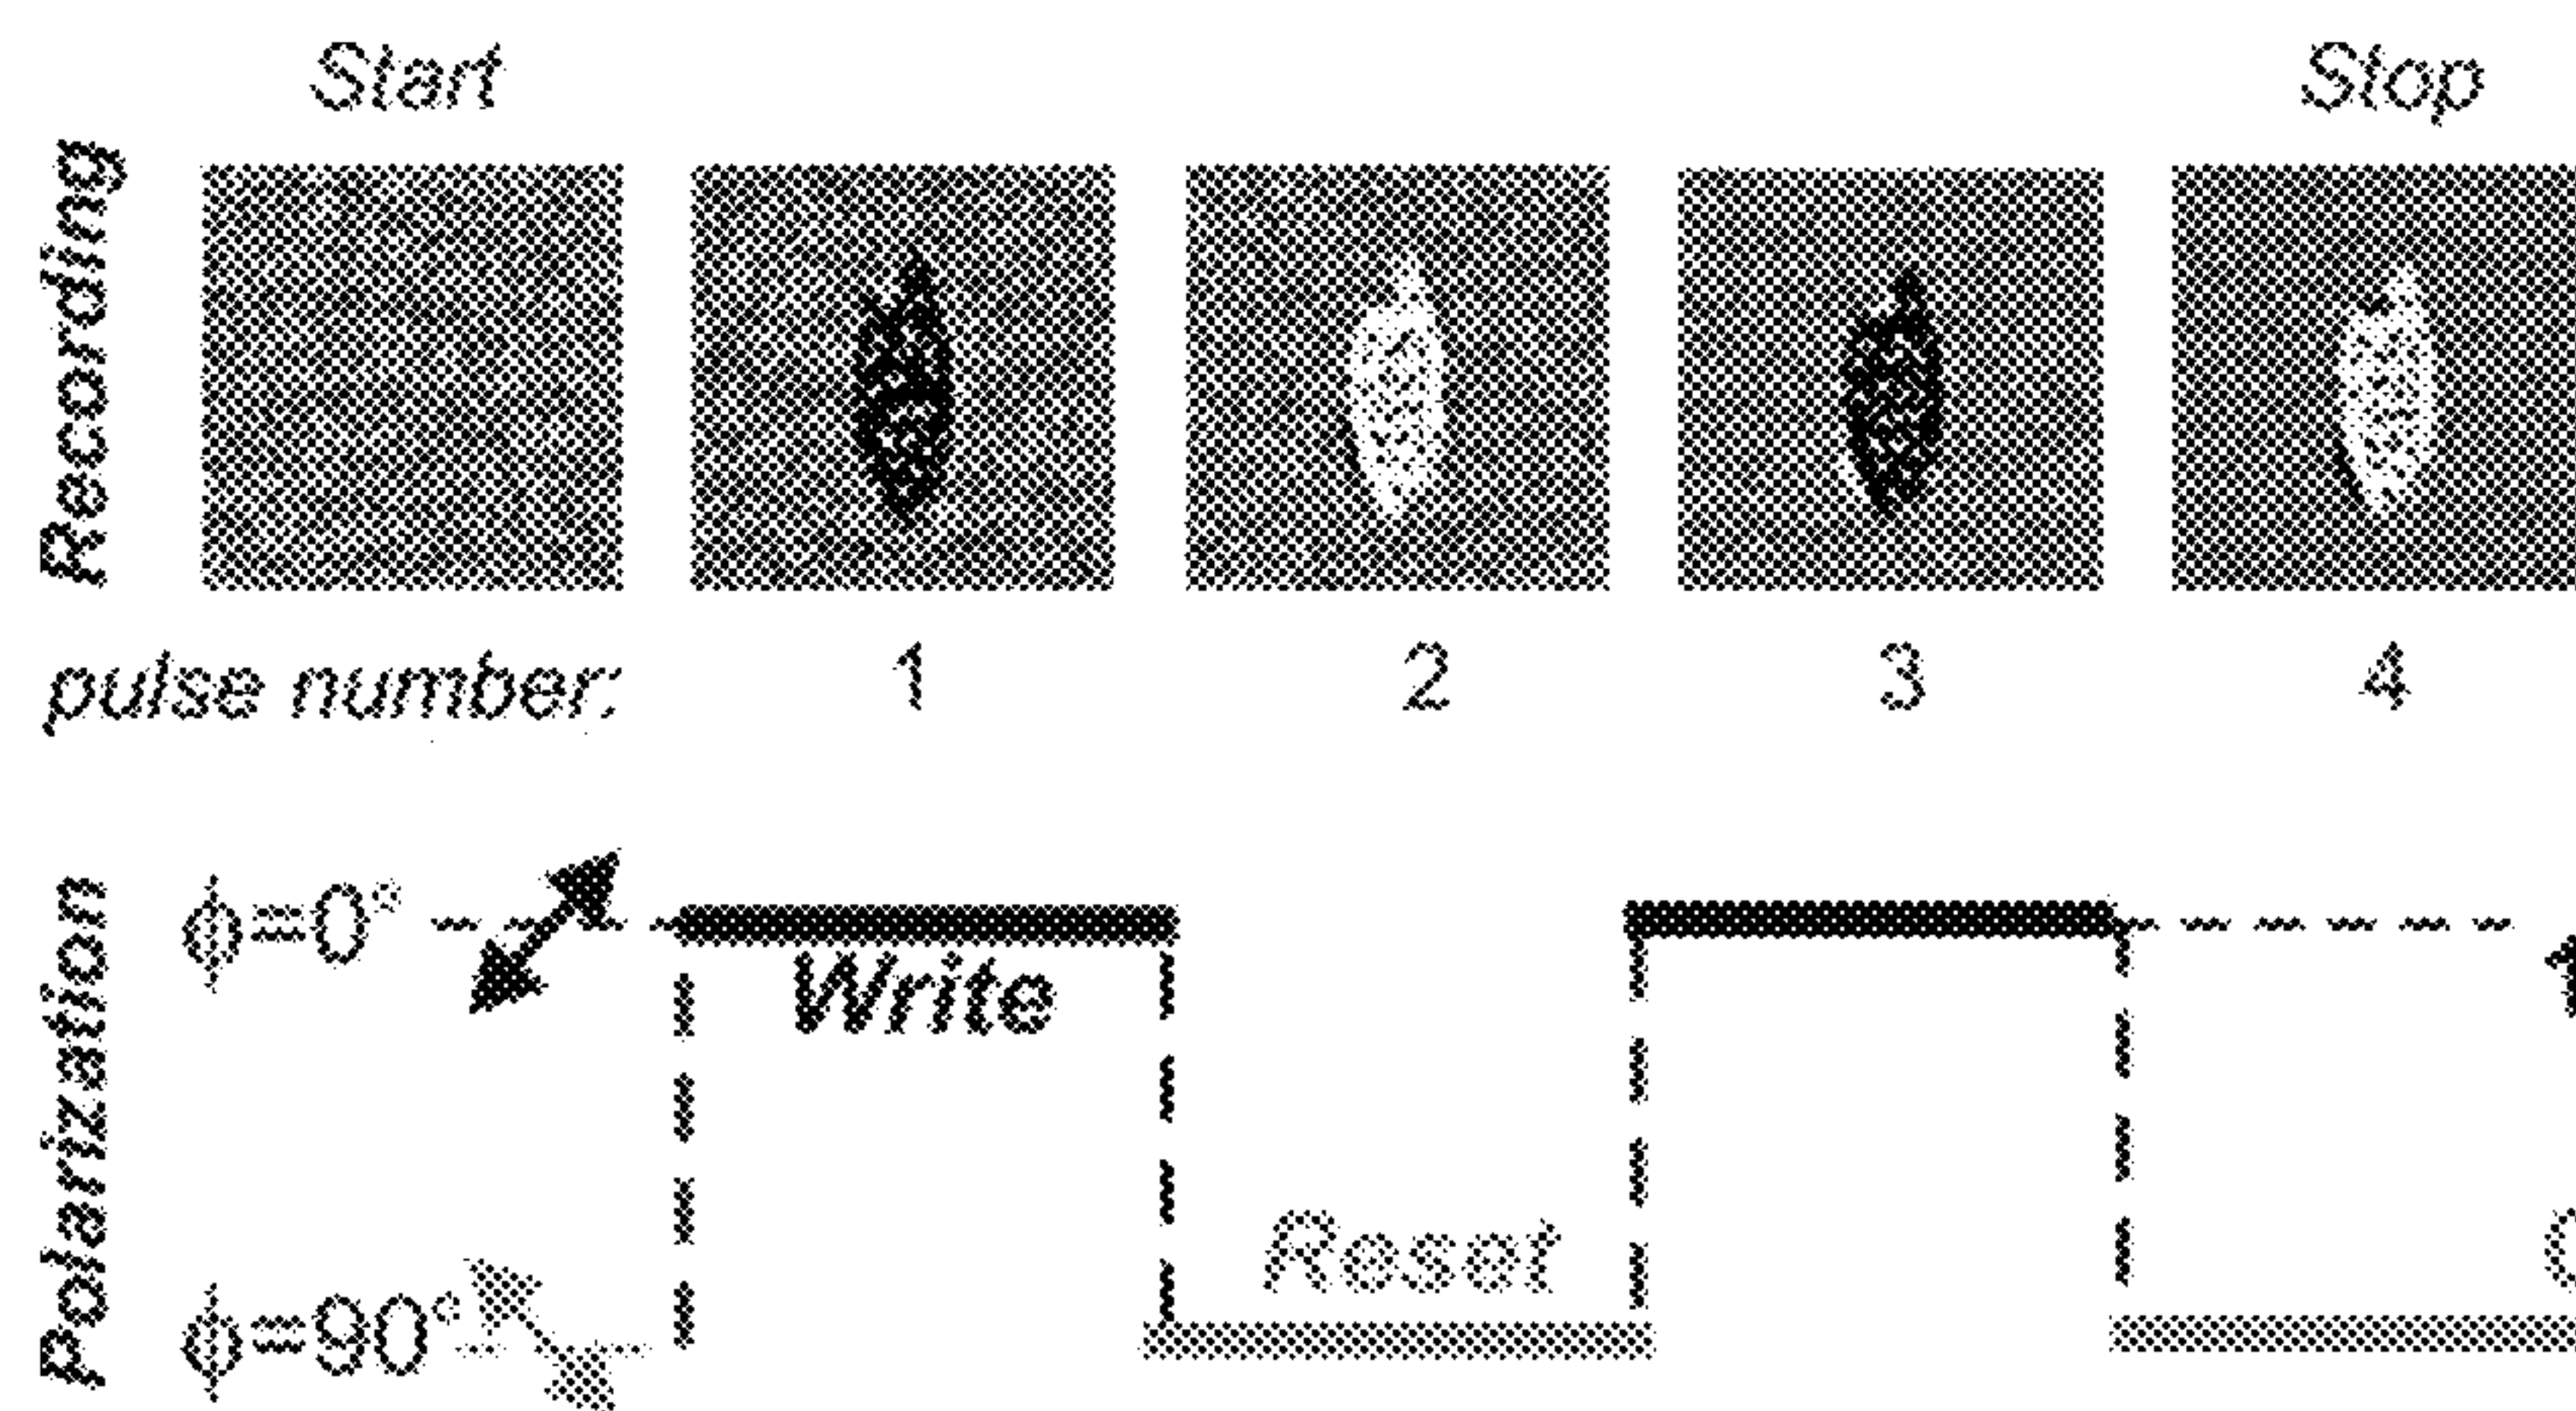 Start Stop
Recording
pulse number: 1 2 3 4
Polarization
ϕ=0°
Write
Reset
ϕ=90°